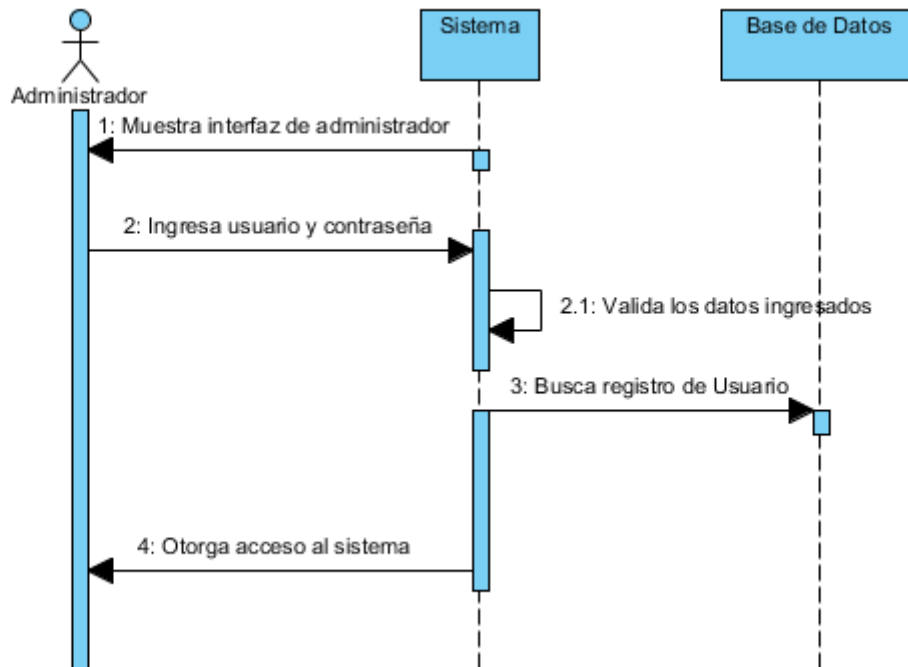 Sistema
Base de Datos
Administrador
1: Muestra interfaz de administrador
2: Ingresa usuario y contraseña
2.1: Valida los datos ingresados
3: Busca registro de Usuario
4: Otorga acceso al sistema